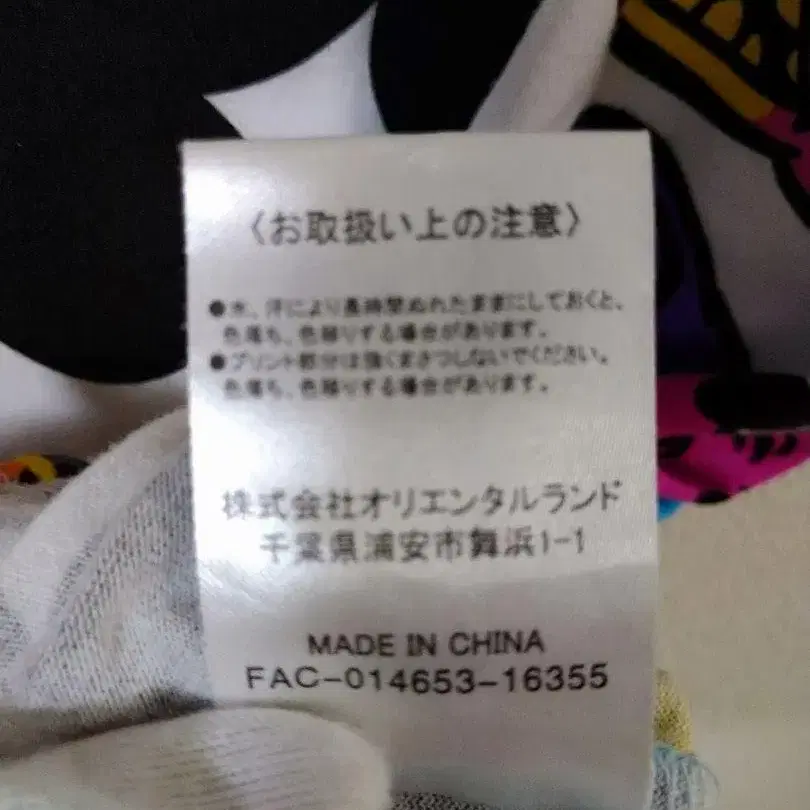 〈お取扱い上の注意〉
●水、汗により長時間ぬれたままにしておくと、
色落ち、色移りする場合があります。
●プリント部分は強くまさつしないでください。
色落ち、色移りする場合があります。
株式会社オリエンタルランド
千葉県浦安市舞浜1-1
MADE IN CHINA
FAC-014653-16355